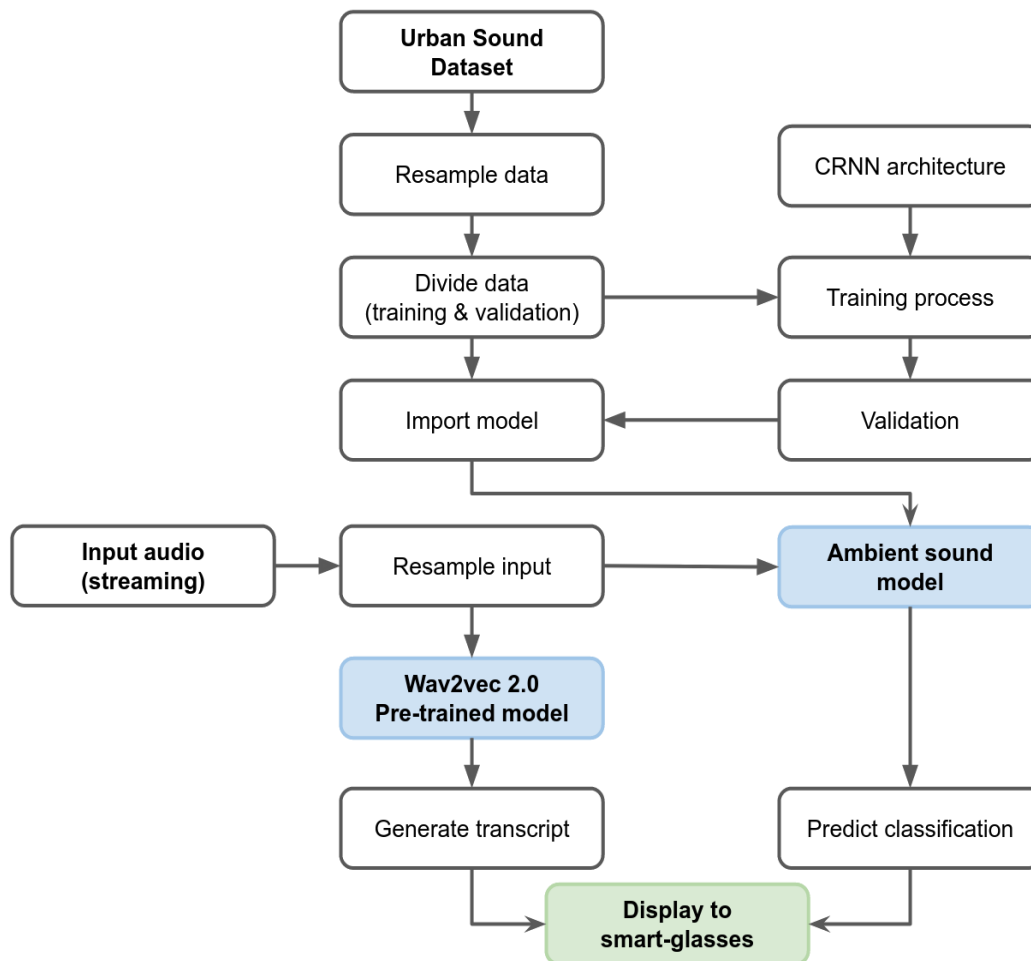 Urban Sound
Dataset
Resample data
CRNN architecture
Divide data
(training & validation)
Training process
Import model
Validation
Input audio
(streaming)
Resample input
Ambient sound
model
Wav2vec 2.0
Pre-trained model
Generate transcript
Predict classification
Display to
smart-glasses